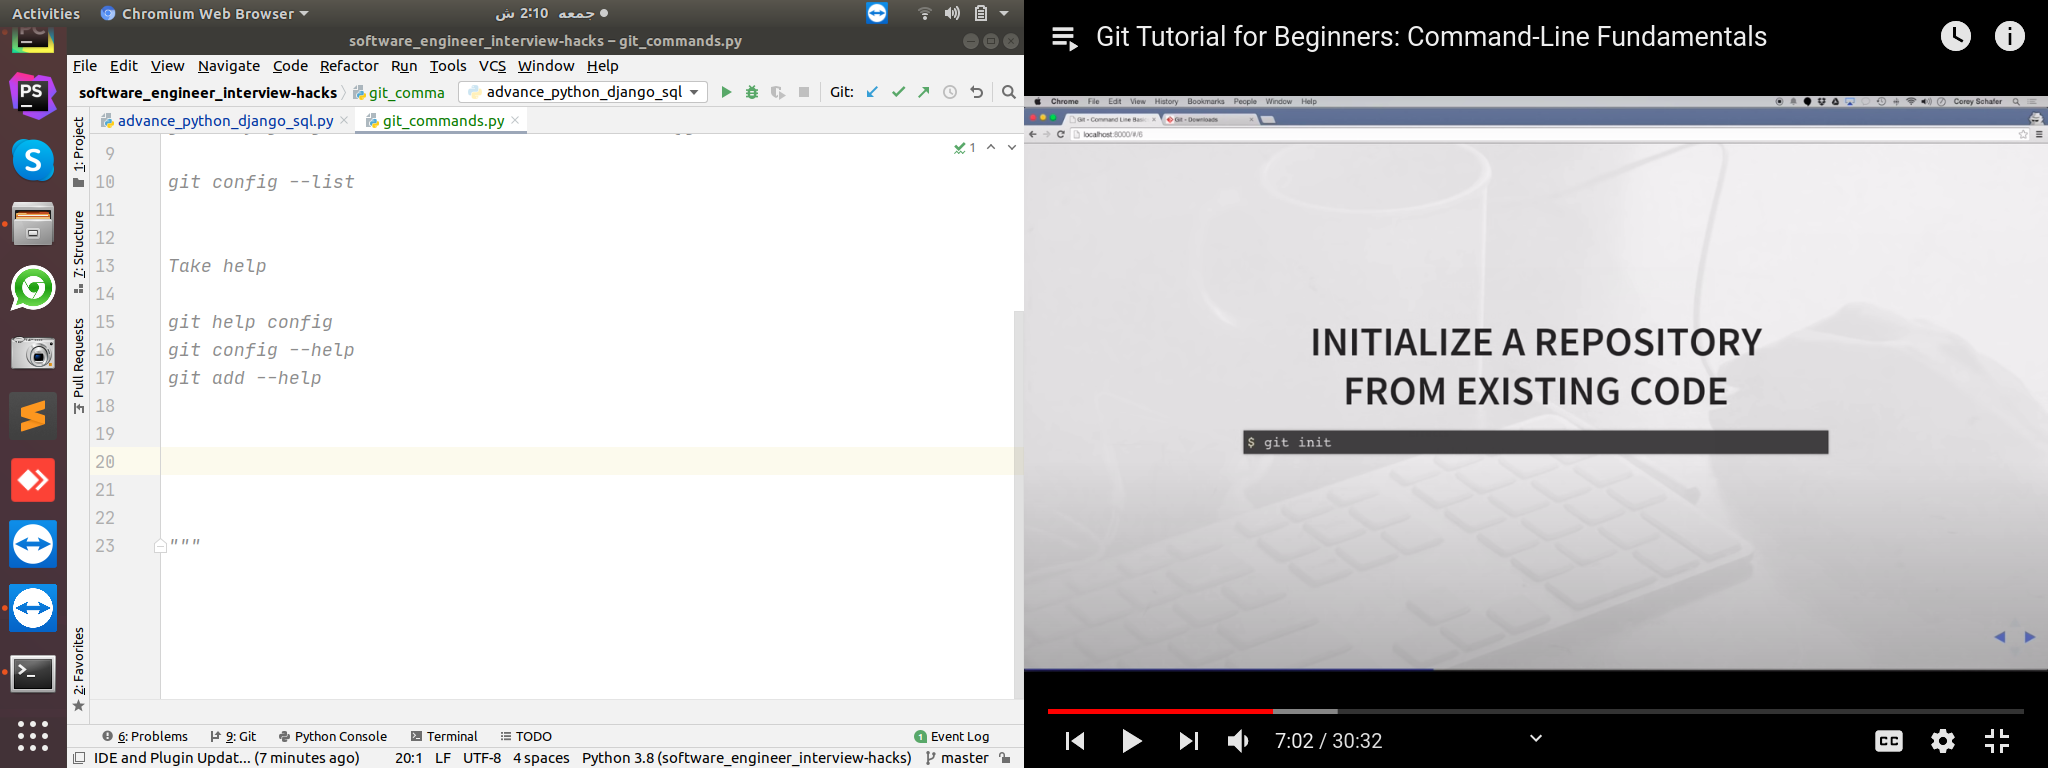 Activities
Chromium Web Browser
جمعه 2:10 ش
software_engineer_interview-hacks – git_commands.py
File Edit View Navigate Code Refactor Run Tools VCS Window Help
software_engineer_interview-hacks git_comma advance_python_django_sql Git:
advance_python_django_sql.py git_commands.py
1
9
10 git config --list
11
12
13 Take help
14
15 git help config
16 git config --help
17 git add --help
18
19
20
21
22
23 """
1: Project
7: Structure
Pull Requests
2: Favorites
PC
PS
6: Problems 9: Git Python Console Terminal TODO 1 Event Log
IDE and Plugin Updat... (7 minutes ago) 20:1 LF UTF-8 4 spaces Python 3.8 (software_engineer_interview-hacks) master
Git Tutorial for Beginners: Command-Line Fundamentals
Chrome File Edit View History Bookmarks People Window Help Corey Schafer
Git - Command Line Basi Git - Downloads
localhost:8000/#/6
INITIALIZE A REPOSITORY
FROM EXISTING CODE
$ git init
7:02 / 30:32
CC